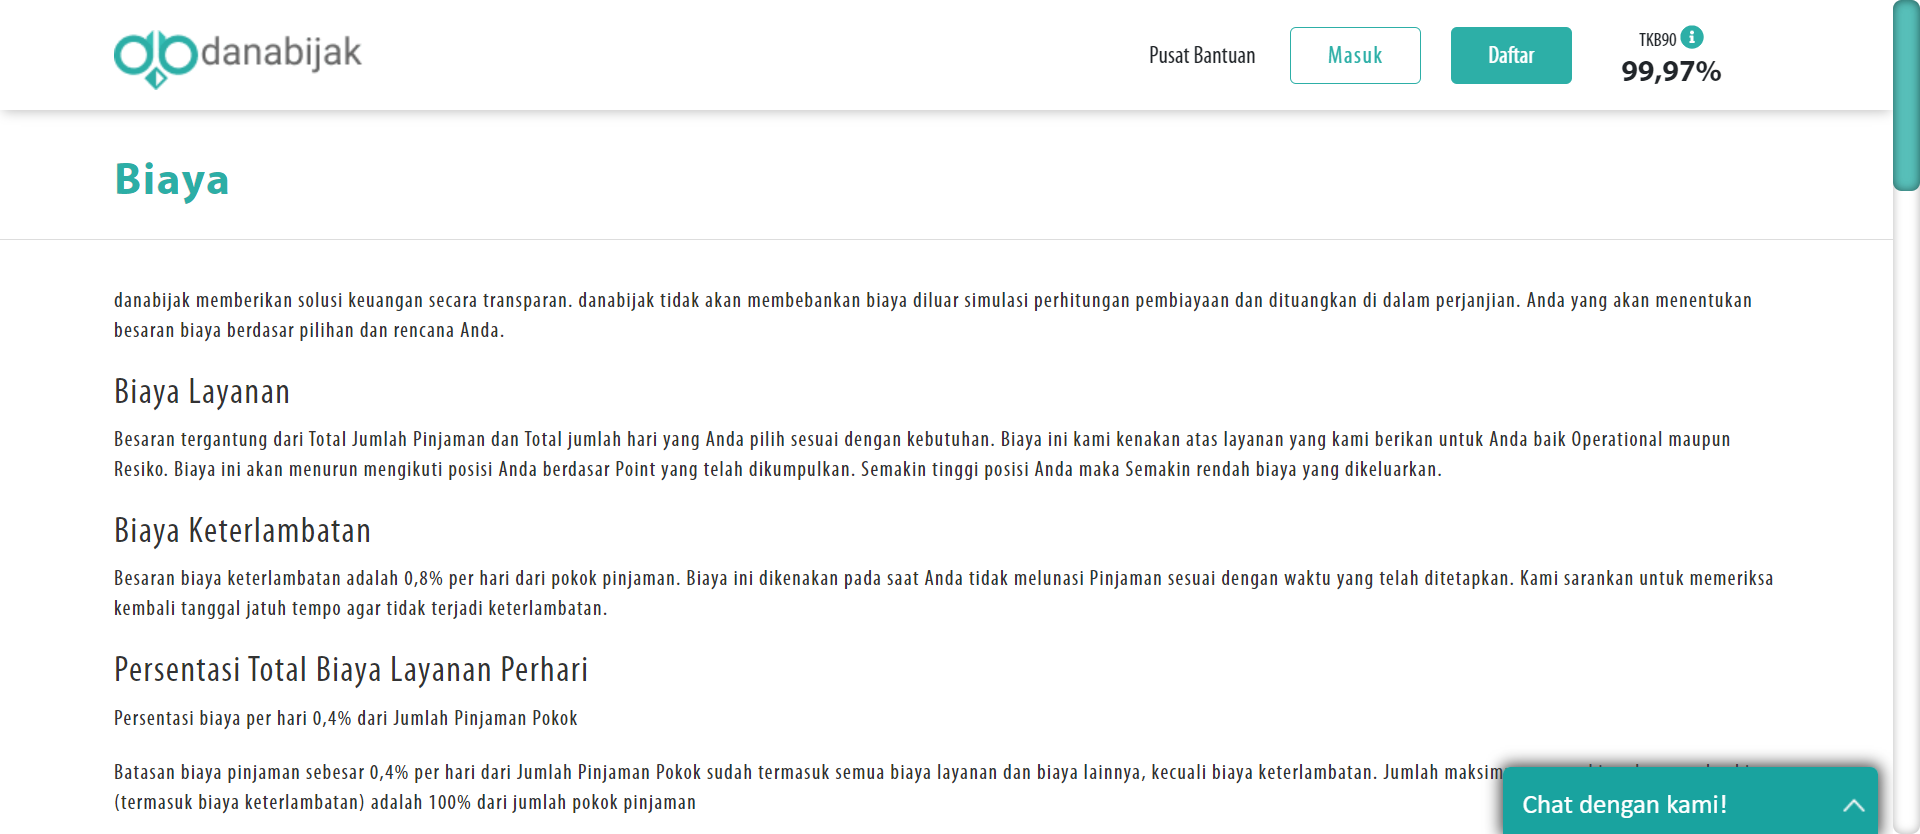 danabijak
Pusat Bantuan
Masuk
Daftar
TKB90
99,97%
Biaya
danabijak memberikan solusi keuangan secara transparan. danabijak tidak akan membebankan biaya diluar simulasi perhitungan pembiayaan dan dituangkan di dalam perjanjian. Anda yang akan menentukan
besaran biaya berdasar pilihan dan rencana Anda.
Biaya Layanan
Besaran tergantung dari Total Jumlah Pinjaman dan Total jumlah hari yang Anda pilih sesuai dengan kebutuhan. Biaya ini kami kenakan atas layanan yang kami berikan untuk Anda baik Operational maupun
Resiko. Biaya ini akan menurun mengikuti posisi Anda berdasar Point yang telah dikumpulkan. Semakin tinggi posisi Anda maka Semakin rendah biaya yang dikeluarkan.
Biaya Keterlambatan
Besaran biaya keterlambatan adalah 0,8% per hari dari pokok pinjaman. Biaya ini dikenakan pada saat Anda tidak melunasi Pinjaman sesuai dengan waktu yang telah ditetapkan. Kami sarankan untuk memeriksa
kembali tanggal jatuh tempo agar tidak terjadi keterlambatan.
Persentasi Total Biaya Layanan Perhari
Persentasi biaya per hari 0,4% dari Jumlah Pinjaman Pokok
Batasan biaya pinjaman sebesar 0,4% per hari dari Jumlah Pinjaman Pokok sudah termasuk semua biaya layanan dan biaya lainnya, kecuali biaya keterlambatan. Jumlah
(termasuk biaya keterlambatan) adalah 100% dari jumlah pokok pinjaman
Chat dengan kami!